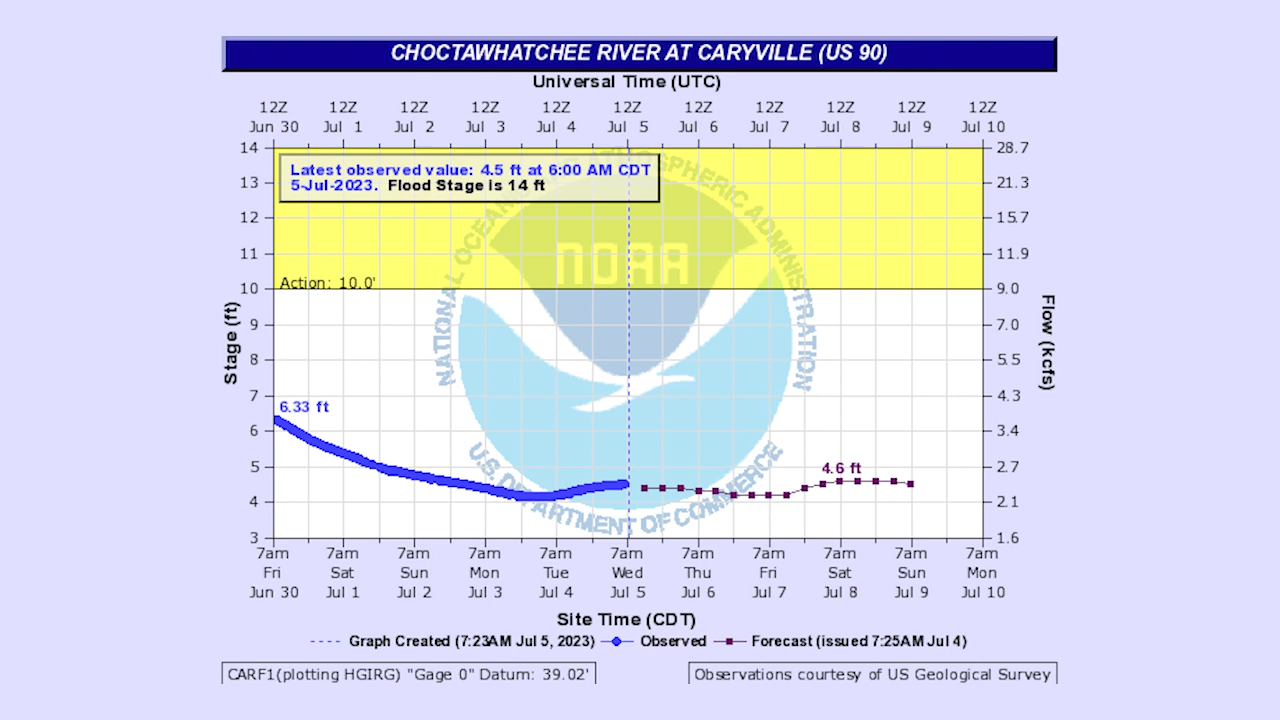 CHOCTAWHATCHEE RIVER AT CARYVILLE (US 90)
Universal Time (UTC)
12Z 12Z 12Z 12Z 12Z 12Z 12Z 12Z 12Z 12Z 12Z
Jun 30 Jul 1 Jul 2 Jul 3 Jul 4 Jul 5 Jul 6 Jul 7 Jul 8 Jul 9 Jul 10
14 28.7
Latest observed value: 4.5 ft at 6:00 AM CDT
5-Jul-2023. Flood Stage is 14 ft
13 21.3
12 15.7
11 11.9
Action: 10.0'
10 9.0
9 7.0
8 5.5
7 4.3
6 3.4
5 2.7
4 2.1
3 1.6
Stage (ft)
Flow (kcfs)
NATIONAL OCEANIC AND ATMOSPHERIC ADMINISTRATION
NOAA
U.S. DEPARTMENT OF COMMERCE
6.33 ft
4.6 ft
7am 7am 7am 7am 7am 7am 7am 7am 7am 7am 7am
Fri Sat Sun Mon Tue Wed Thu Fri Sat Sun Mon
Jun 30 Jul 1 Jul 2 Jul 3 Jul 4 Jul 5 Jul 6 Jul 7 Jul 8 Jul 9 Jul 10
Site Time (CDT)
Graph Created (7:23AM Jul 5, 2023) Observed Forecast (issued 7:25AM Jul 4)
CARF1(plotting HGIRG) "Gage 0" Datum: 39.02'
Observations courtesy of US Geological Survey